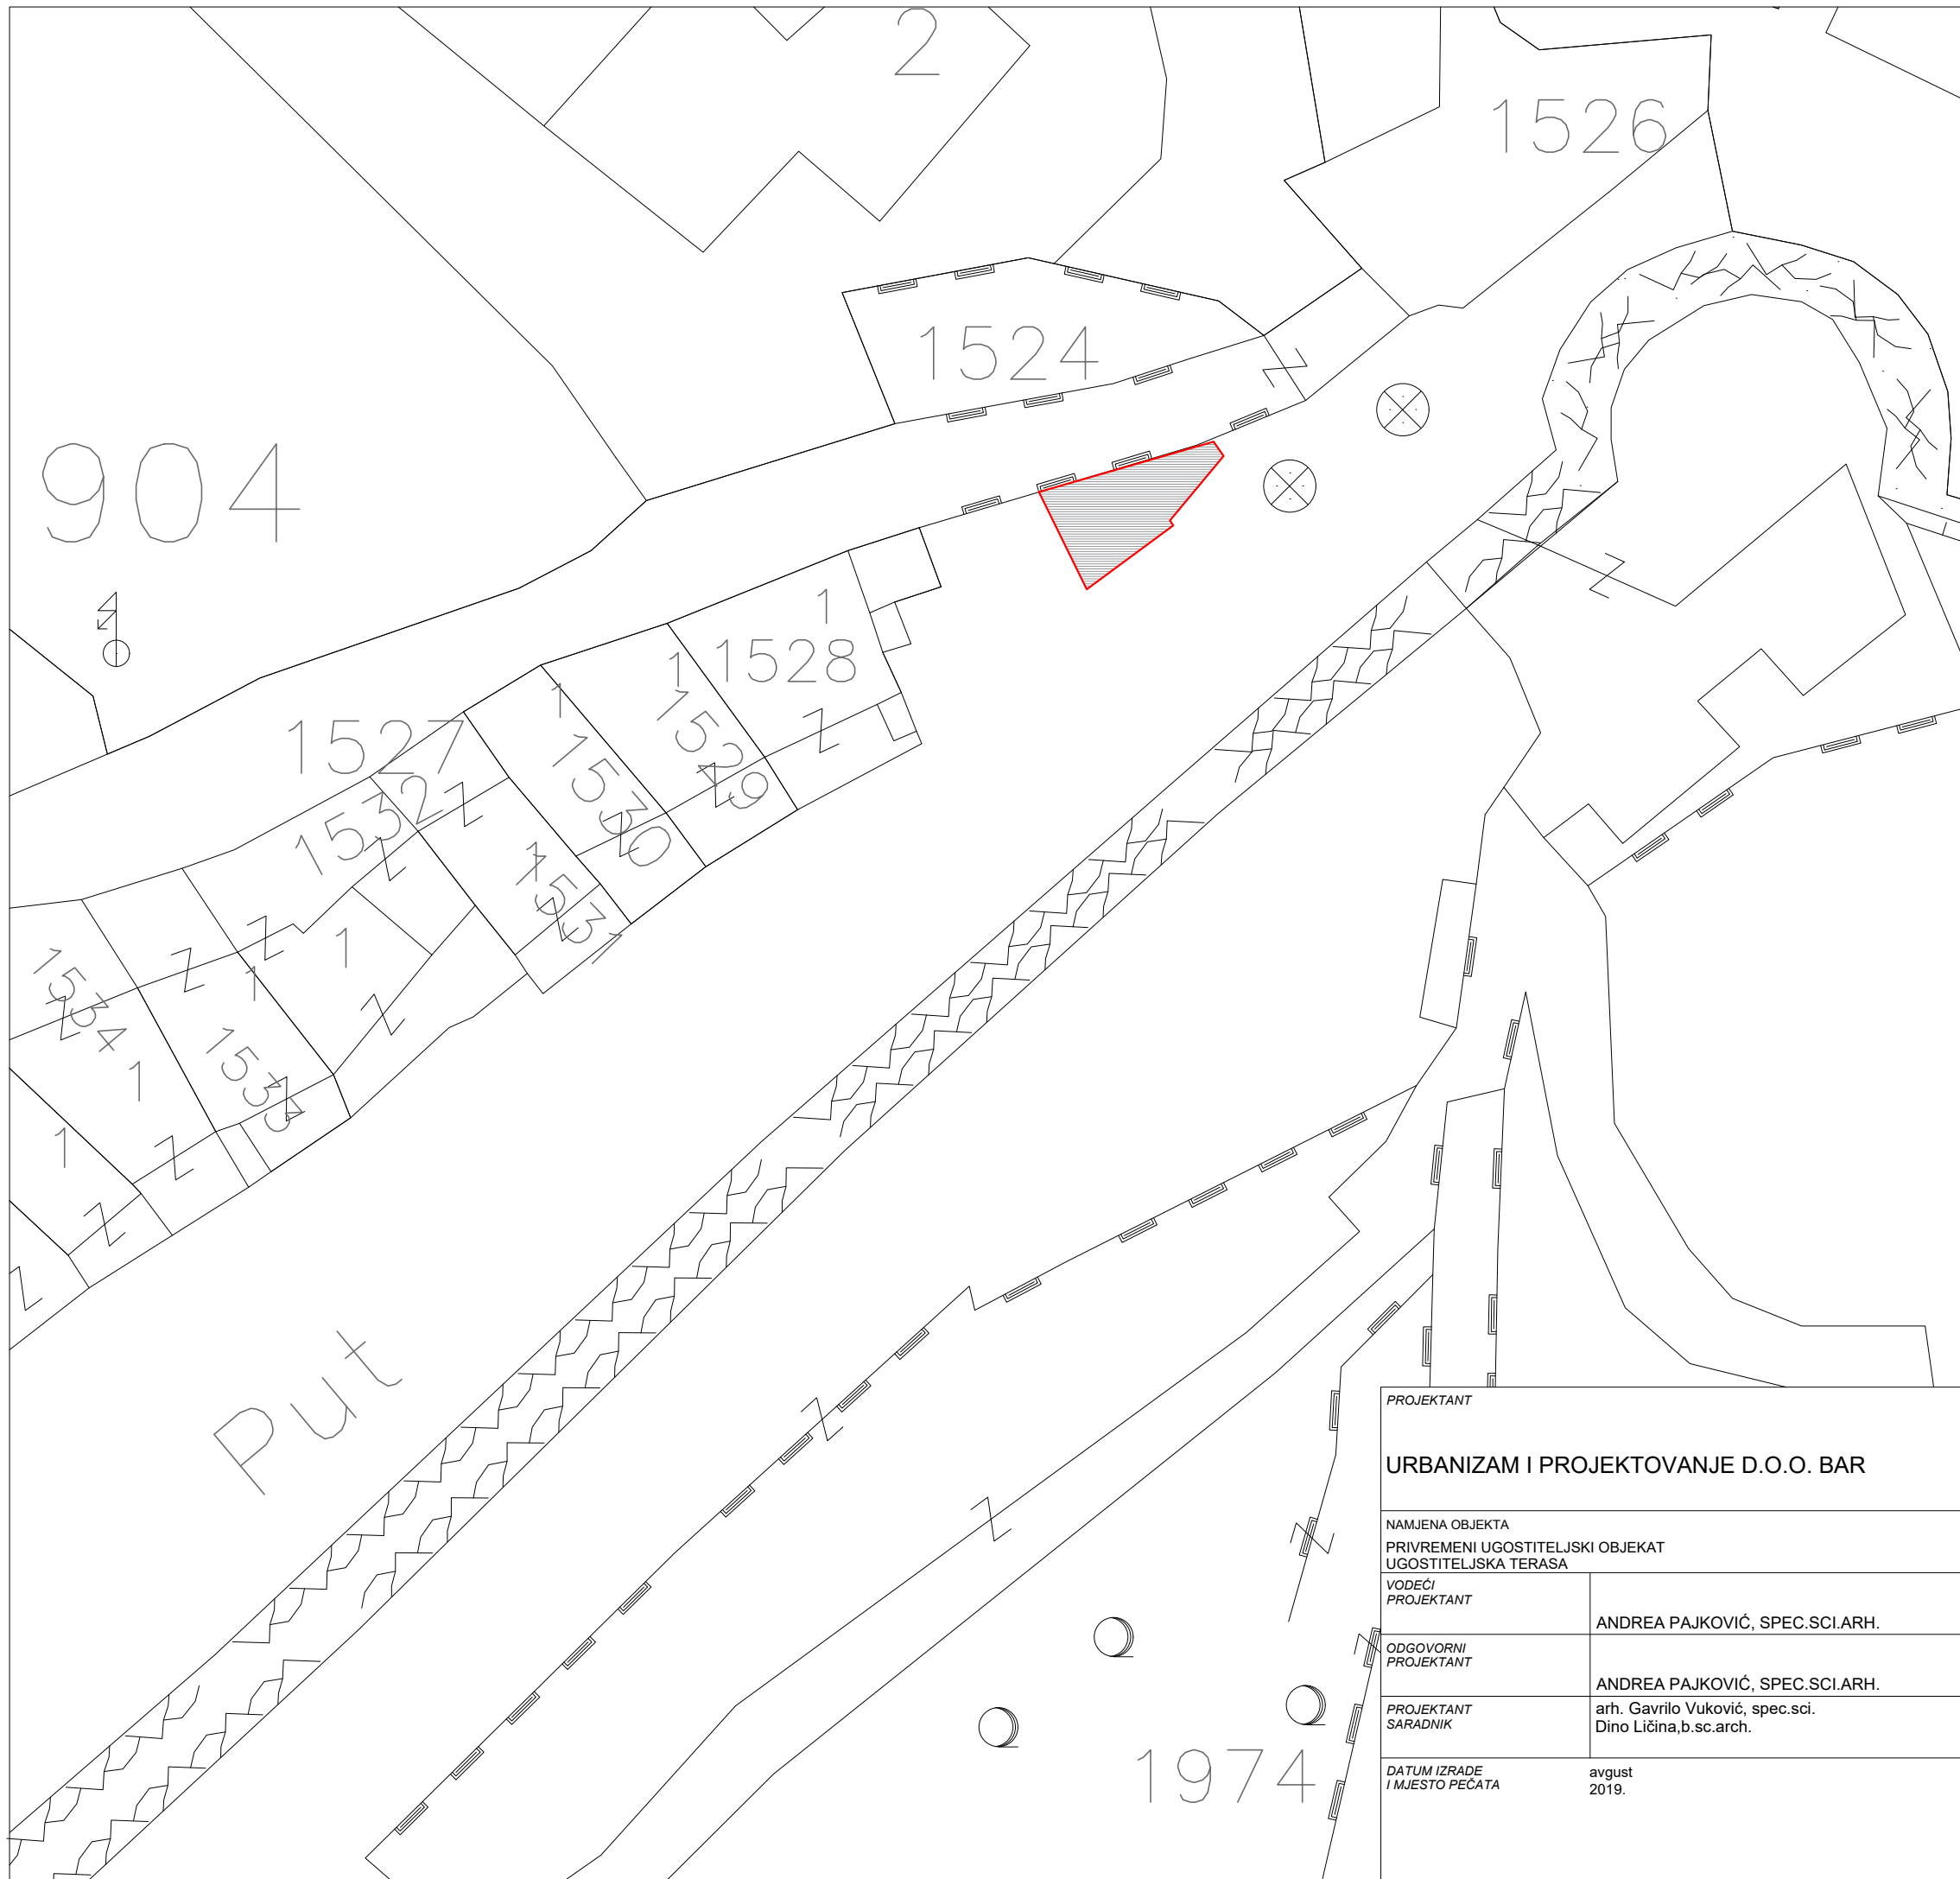 2
1526
1524
904
1
1528
1
1529
1
1530
1527
1532
1
1531
1
1534
1
1533
1
1
Put
1974
PROJEKTANT
URBANIZAM I PROJEKTOVANJE D.O.O. BAR
NAMJENA OBJEKTA
PRIVREMENI UGOSTITELJSKI OBJEKAT
UGOSTITELJSKA TERASA
VODEĆI
PROJEKTANT
ANDREA PAJKOVIĆ, SPEC.SCI.ARH.
ODGOVORNI
PROJEKTANT
ANDREA PAJKOVIĆ, SPEC.SCI.ARH.
PROJEKTANT
SARADNIK
arh. Gavrilo Vuković, spec.sci.
Dino Ličina,b.sc.arch.
DATUM IZRADE
I MJESTO PEČATA
avgust
2019.